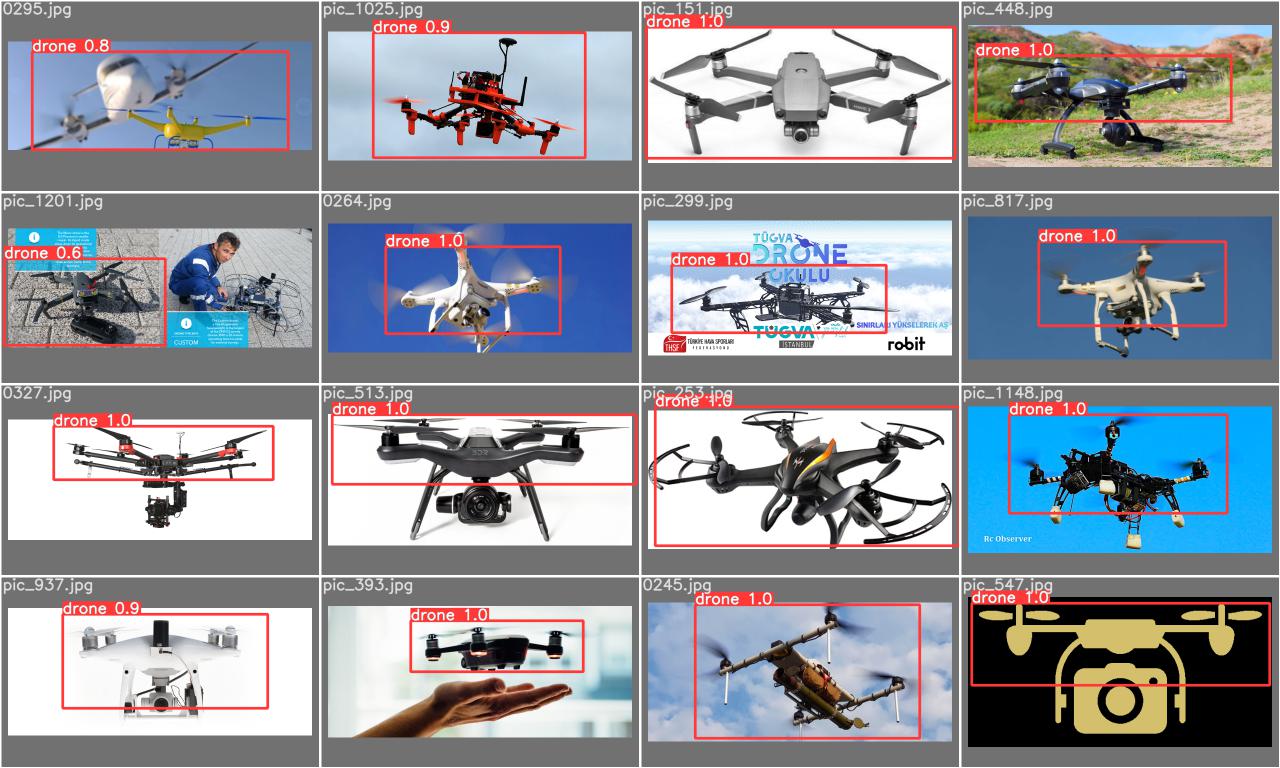 0295.jpg
drone 0.8
pic_1025.jpg
drone 0.9
pic_151.jpg
drone 1.0
pic_448.jpg
drone 1.0
pic_1201.jpg
drone 0.6
CUSTOM
0264.jpg
drone 1.0
pic_299.jpg
drone 1.0
TÜGVA
DRONE
OKULU
TÜGVA
İSTANBUL
SINIRLARI YÜKSELEREK AŞ
THSF
TÜRKİYE HAVA SPORLARI
FEDERASYONU
robit
pic_817.jpg
drone 1.0
0327.jpg
drone 1.0
pic_513.jpg
drone 1.0
3DR
pic_253.jpg
drone 1.0
pic_1148.jpg
drone 1.0
Rc Observer
pic_937.jpg
drone 0.9
pic_393.jpg
drone 1.0
0245.jpg
drone 1.0
pic_547.jpg
drone 1.0